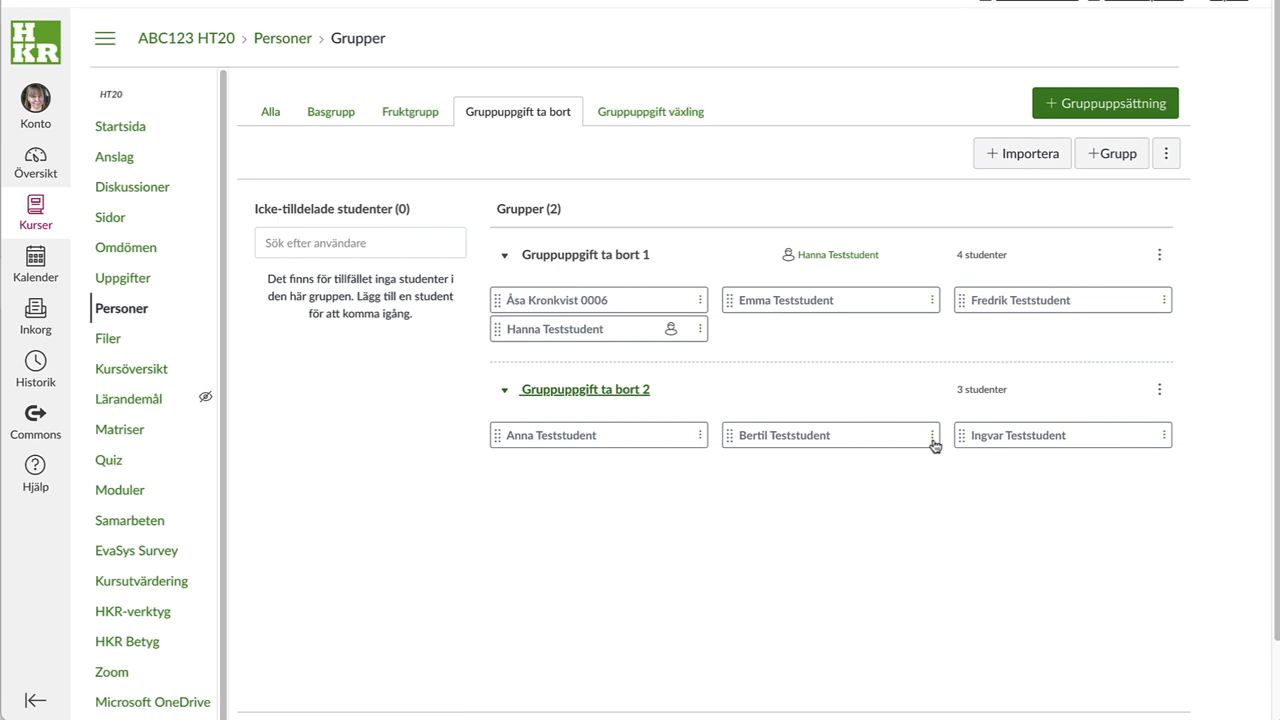 HKR
ABC123 HT20 › Personer › Grupper
Konto
Översikt
Kurser
Kalender
Inkorg
Historik
Commons
Hjälp
HT20
Startsida
Anslag
Diskussioner
Sidor
Omdömen
Uppgifter
Personer
Filer
Kursöversikt
Lärandemål
Matriser
Quiz
Moduler
Samarbeten
EvaSys Survey
Kursutvärdering
HKR-verktyg
HKR Betyg
Zoom
Microsoft OneDrive
Alla Basgrupp Fruktgrupp Gruppuppgift ta bort Gruppuppgift växling
+ Gruppuppsättning
+ Importera +Grupp
Icke-tilldelade studenter (0)
Sök efter användare
Det finns för tillfället inga studenter i
den här gruppen. Lägg till en student
för att komma igång.
Grupper (2)
Gruppuppgift ta bort 1 Hanna Teststudent 4 studenter
Åsa Kronkvist 0006 Emma Teststudent Fredrik Teststudent
Hanna Teststudent
Gruppuppgift ta bort 2 3 studenter
Anna Teststudent Bertil Teststudent Ingvar Teststudent